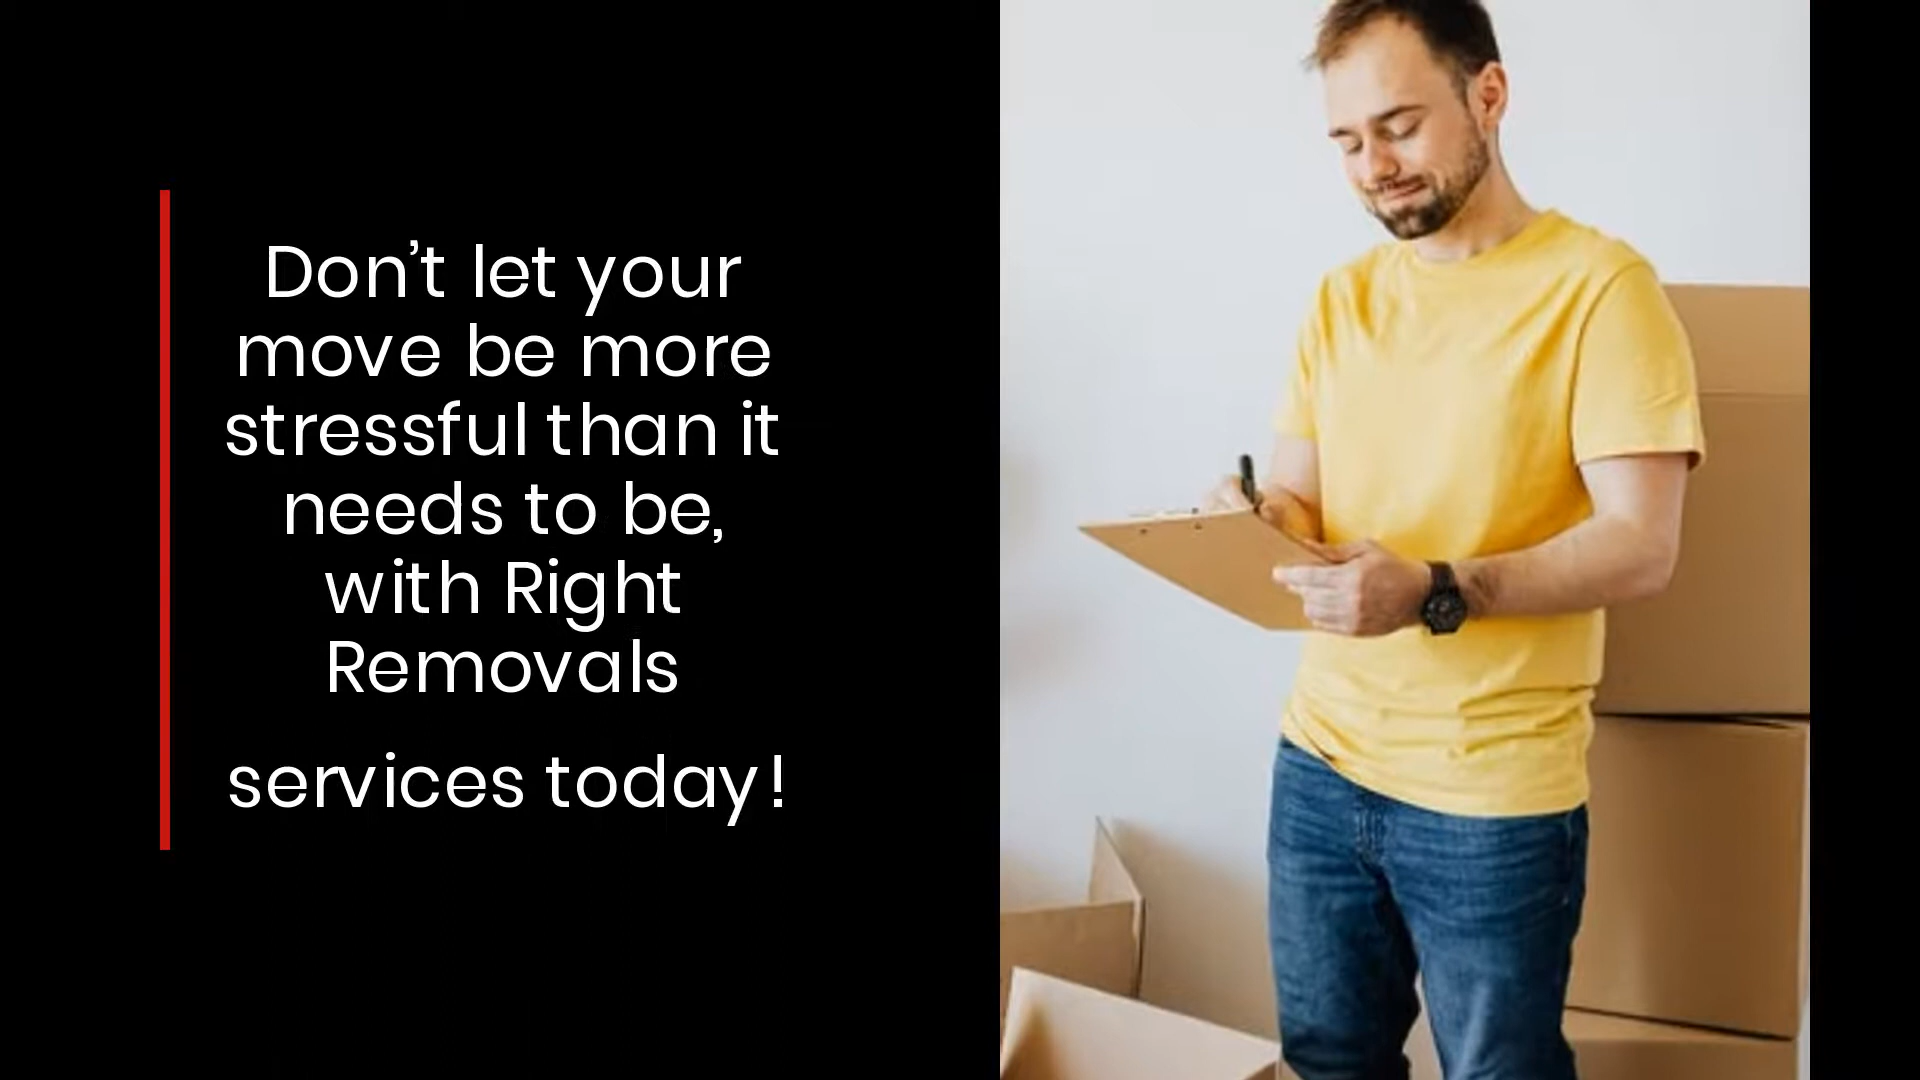 Don’t let your
move be more
stressful than it
needs to be,
with Right
Removals
services today!